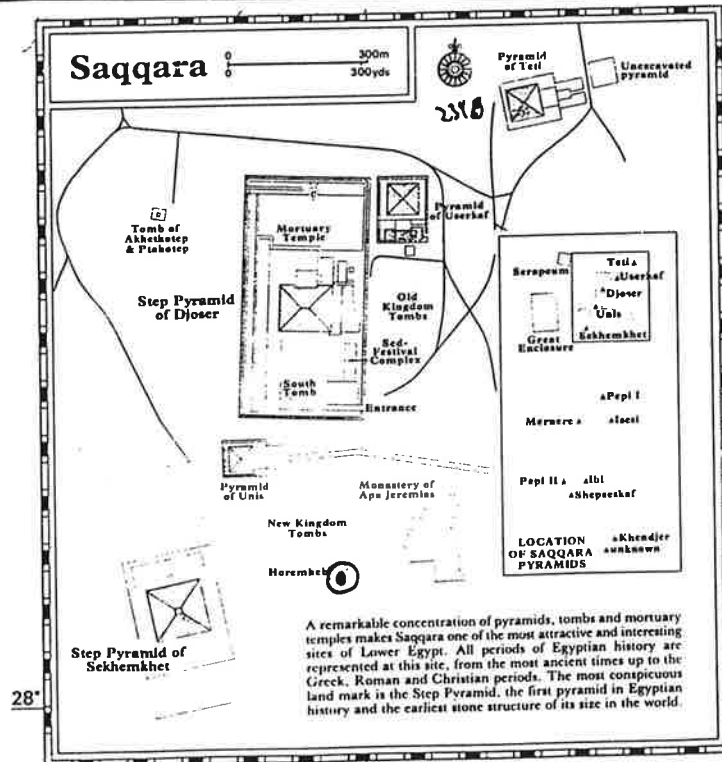 Saqqara
0 300m
0 300yds
Pyramid
of Teti
Unexcavated
pyramid
Tomb of
Akhethotep
& Ptahotep
Mortuary
Temple
Pyramid
of Userkaf
Step Pyramid
of Djoser
Old
Kingdom
Tombs
Sed-
Festival
Complex
South
Tomb
Entrance
Serapeum
Teti
Userkaf
Djoser
Unis
Sekhemkhet
Great
Enclosure
Pepi I
Mernere
Isesi
Pepi II
Ibi
Shepseskaf
LOCATION
OF SAQQARA
PYRAMIDS
Khendjer
unknown
Pyramid
of Unis
Monastery of
Apa Jeremias
New Kingdom
Tombs
Horemheb
Step Pyramid of
Sekhemkhet
A remarkable concentration of pyramids, tombs and mortuary
temples makes Saqqara one of the most attractive and interesting
sites of Lower Egypt. All periods of Egyptian history are
represented at this site, from the most ancient times up to the
Greek, Roman and Christian periods. The most conspicuous
land mark is the Step Pyramid, the first pyramid in Egyptian
history and the earliest stone structure of its size in the world.
28°